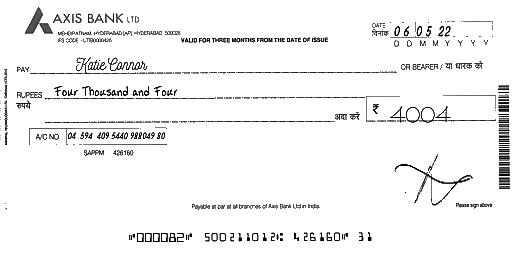 AXIS BANK LTD
MEHDIPATNAM, HYDERABAD [AP] HYDERABAD 500028
IFS CODE - UTIB0000426
VALID FOR THREE MONTHS FROM THE DATE OF ISSUE
DATE
दिनांक 06 05 22
D D M M Y Y Y Y
PAY Katie Connor OR BEARER / या धारक को
RUPEES Four Thousand and Four
रुपये
अदा करें ₹ 4004
A/C NO 04 594 409 5440 988049 80
SAPPM 426160
Payable at par at all branches of Axis Bank Ltd in India.
Please sign above
⑈000082⑈ 500211012⑆ 426160⑈ 31